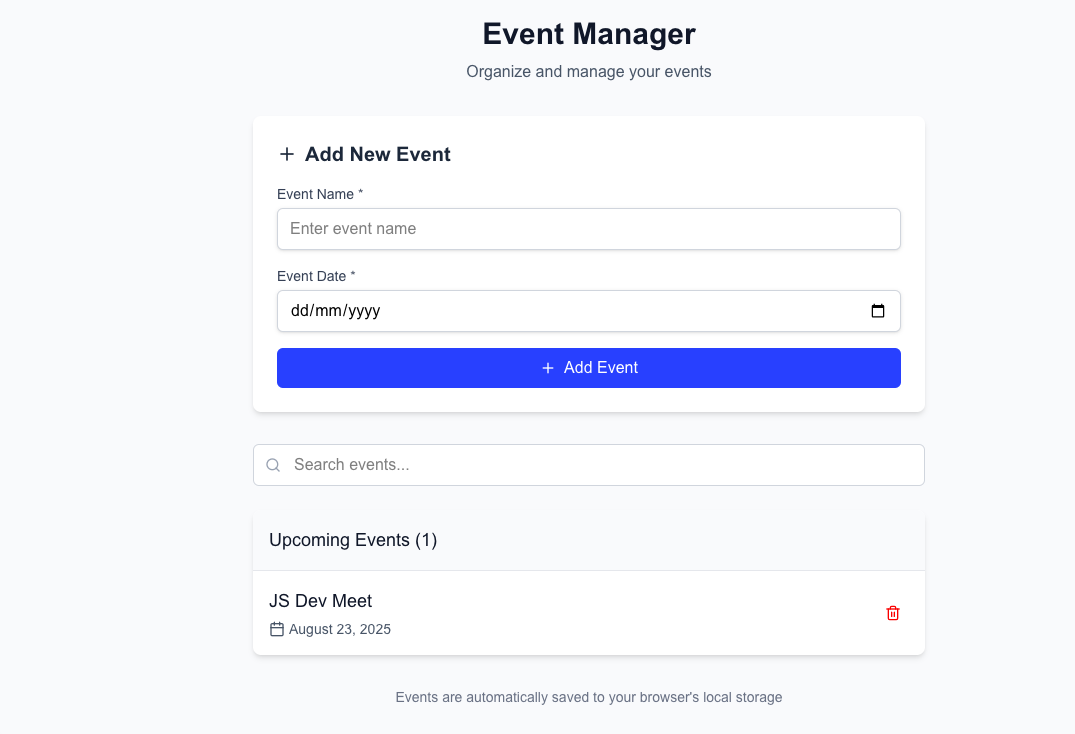 Event Manager
Organize and manage your events
Add New Event
Event Name *
Enter event name
Event Date *
dd/mm/yyyy
Add Event
Search events...
Upcoming Events (1)
JS Dev Meet
August 23, 2025
Events are automatically saved to your browser's local storage